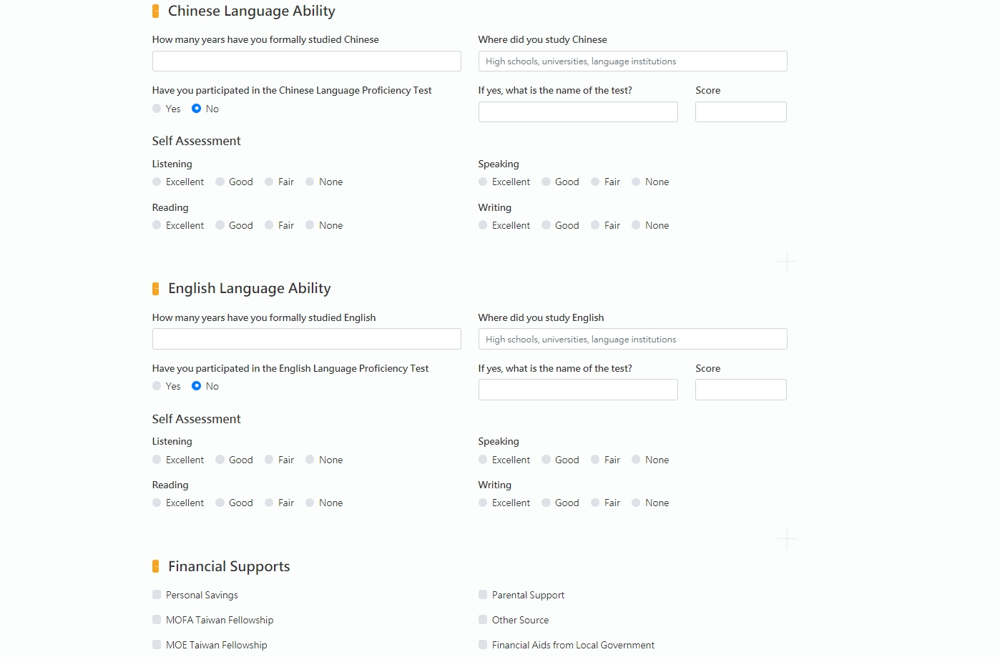 Chinese Language Ability
How many years have you formally studied Chinese
Where did you study Chinese
High schools, universities, language institutions
Have you participated in the Chinese Language Proficiency Test
If yes, what is the name of the test?
Score
Yes No
Self Assessment
Listening
Speaking
Excellent Good Fair None
Excellent Good Fair None
Reading
Writing
Excellent Good Fair None
Excellent Good Fair None
English Language Ability
How many years have you formally studied English
Where did you study English
High schools, universities, language institutions
Have you participated in the English Language Proficiency Test
If yes, what is the name of the test?
Score
Yes No
Self Assessment
Listening
Speaking
Excellent Good Fair None
Excellent Good Fair None
Reading
Writing
Excellent Good Fair None
Excellent Good Fair None
Financial Supports
Personal Savings
Parental Support
MOFA Taiwan Fellowship
Other Source
MOE Taiwan Fellowship
Financial Aids from Local Government